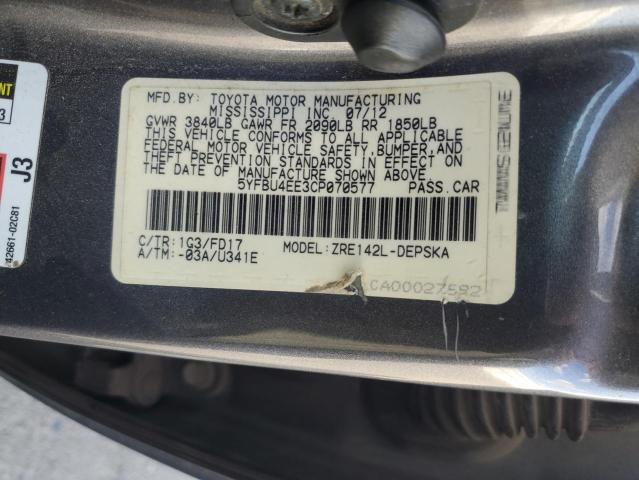 MFD.BY: TOYOTA MOTOR MANUFACTURING
MISSISSIPPI INC. 07/12
GVWR 3840LB GAWR FR 2090LB RR 1850LB
THIS VEHICLE CONFORMS TO ALL APPLICABLE
FEDERAL MOTOR VEHICLE SAFETY,BUMPER,AND
THEFT PREVENTION STANDARDS IN EFFECT ON
THE DATE OF MANUFACTURE SHOWN ABOVE.
5YFBU4EE3CP070577 PASS.CAR
C/TR:1G3/FD17 MODEL:ZRE142L-DEPSKA
A/TM:-03A/U341E
CA00027592
J3
42661-02C81